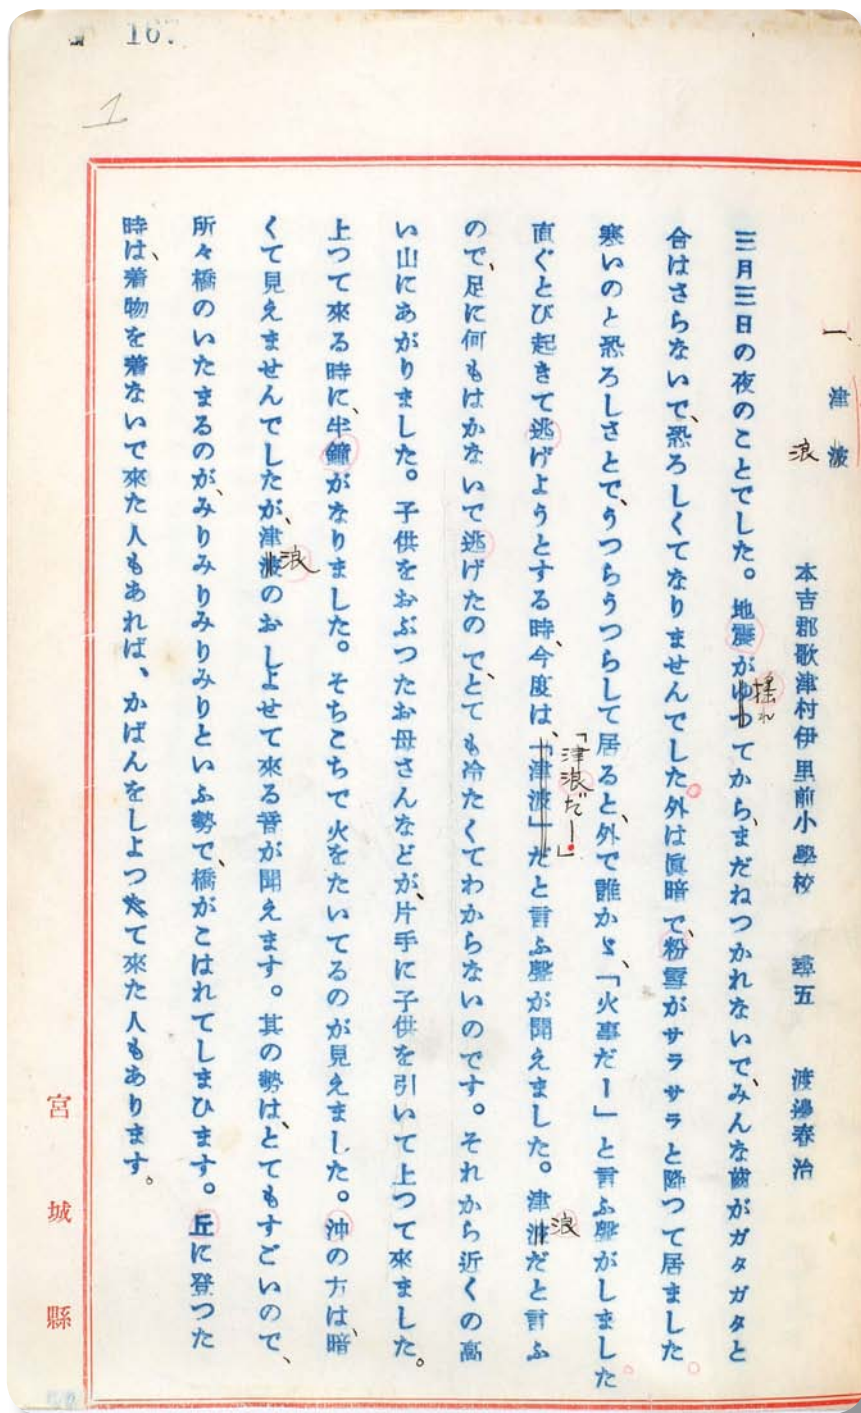 16.
1
一、津波
浪
本吉郡歌津村伊里前小學校 尋五 渡邊春治
三月三日の夜のことでした。地震がゆつてから、まだねつかれないで、みんな齒がガタガタと
揺れ
合はさらないで、恐ろしくてなりませんでした。外は眞暗で、粉雪がサラサラと降つて居ました。
寒いのと恐ろしさとで、うつらうつらして居ると、外で誰かゞ、「火事だー」と言ふ聲がしました。
「津浪だー」
直ぐとび起きて逃げようとする時、今度は、「津波」だと言ふ聲が聞えました。津波だと言ふ
浪
ので、足に何もはかないで逃げたので、とても冷たくてわからないのです。それから近くの高
い山にあがりました。子供をおぶつたお母さんなどが、片手に子供を引いて上つて來ました。
上つて來る時に、半鐘がなりました。そちこちで火をたいてるのが見えました。沖の方は、暗
くて見えませんでしたが、津波のおしよせて來る音が聞えます。其の勢は、とてもすごいので、
浪
所々橋のいたまるのが、みりみりみりみりといふ勢で、橋がこはれてしまひます。丘に登つた
時は、着物を着ないで來た人もあれば、かばんをしよつたて來た人もあります。
宮城縣